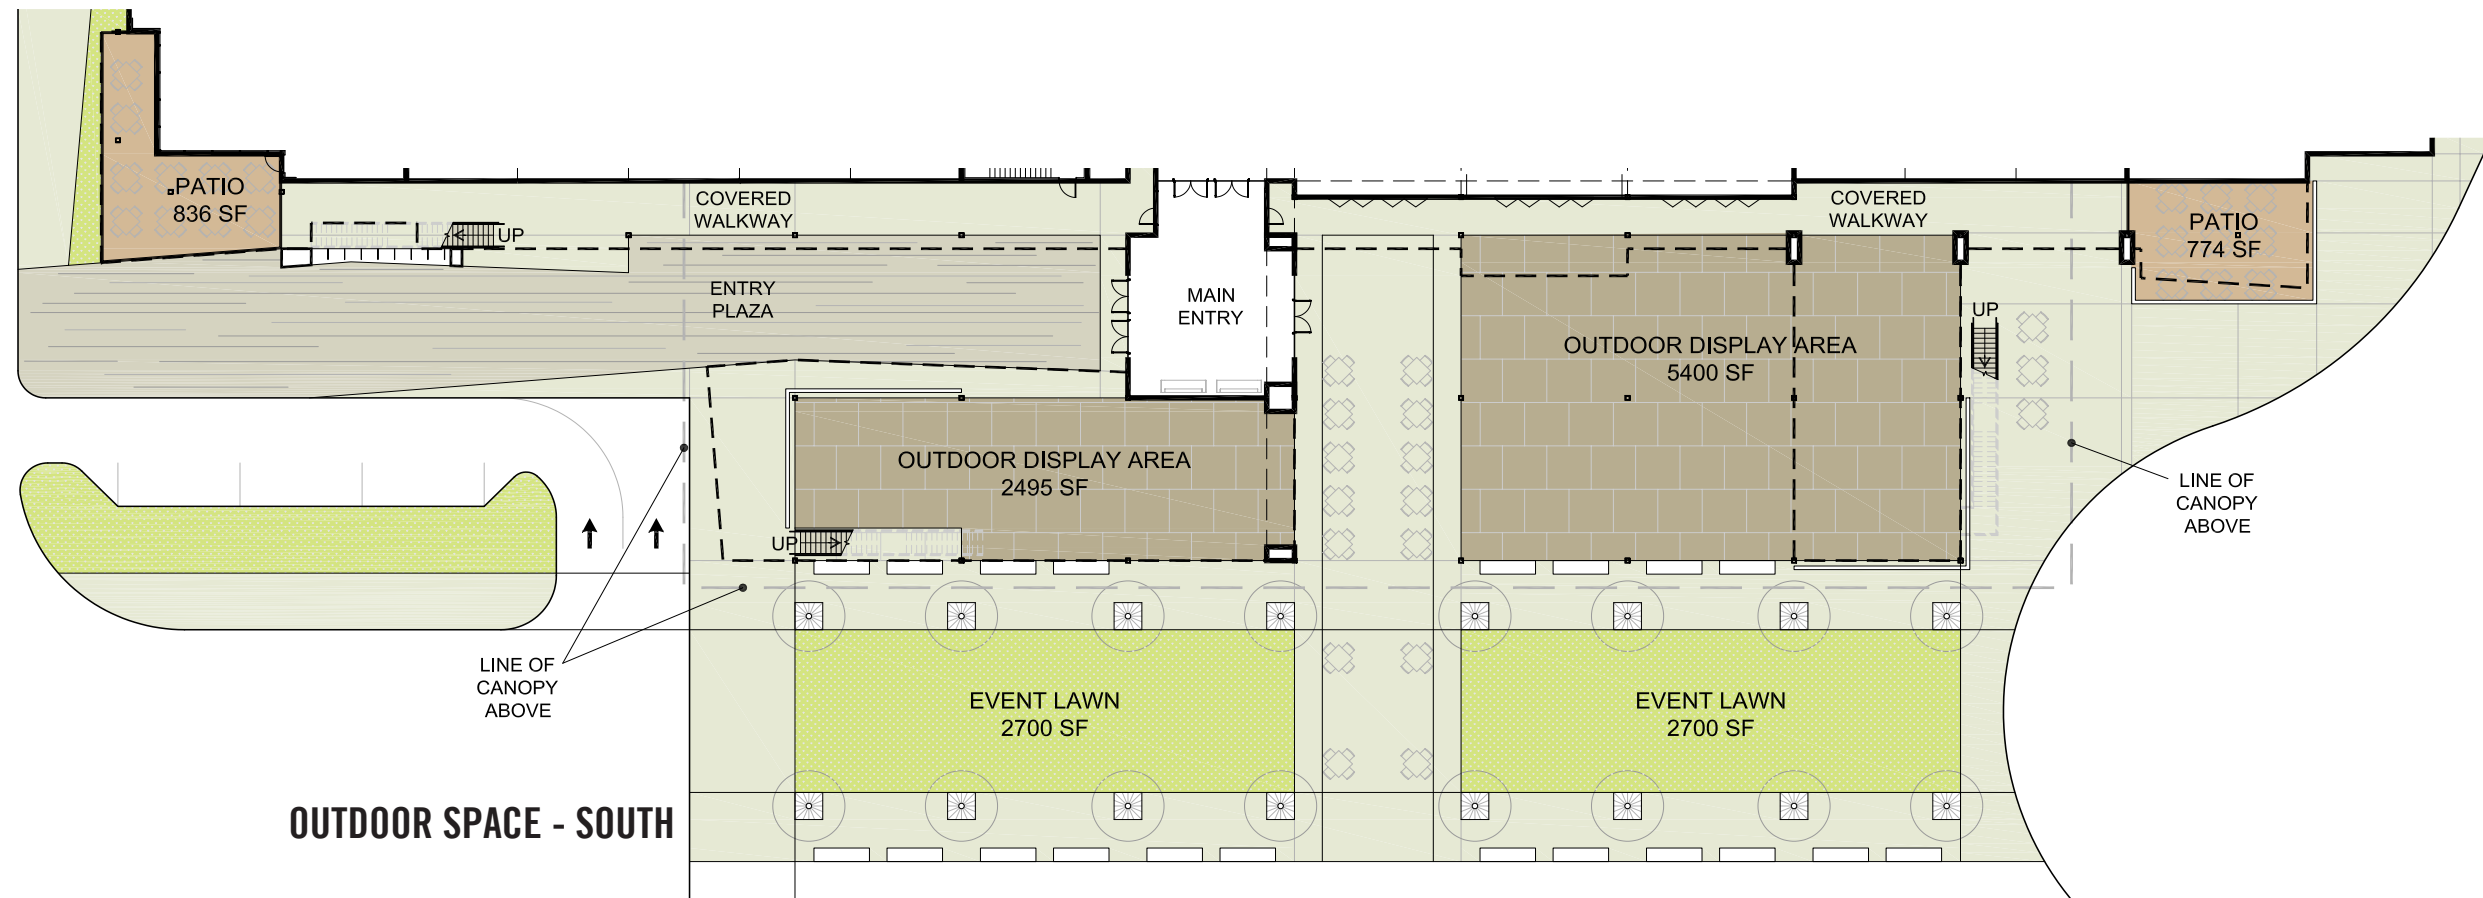 PATIO
836 SF
COVERED
WALKWAY
UP
ENTRY
PLAZA
MAIN
ENTRY
COVERED
WALKWAY
PATIO
774 SF
OUTDOOR DISPLAY AREA
5400 SF
UP
OUTDOOR DISPLAY AREA
2495 SF
UP
LINE OF
CANOPY
ABOVE
LINE OF
CANOPY
ABOVE
EVENT LAWN
2700 SF
EVENT LAWN
2700 SF
OUTDOOR SPACE - SOUTH